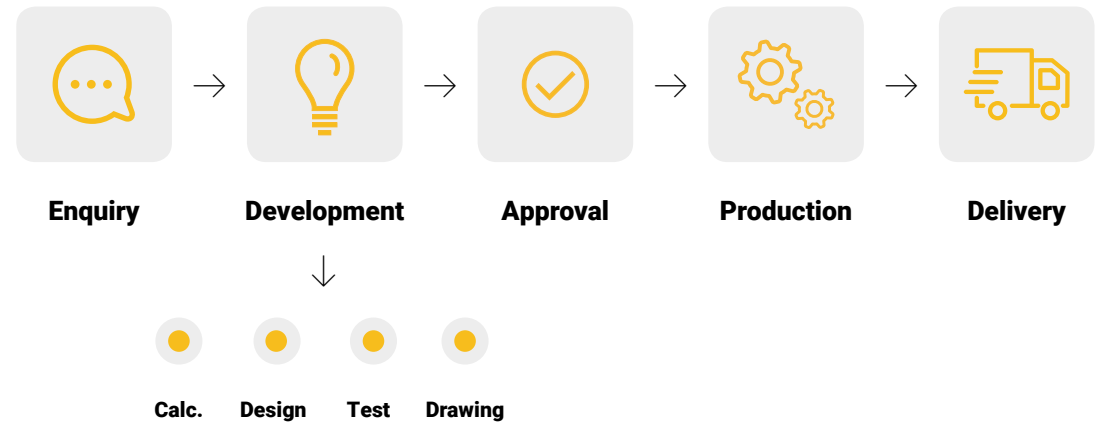 Enquiry Development Approval Production Delivery
Calc. Design Test Drawing